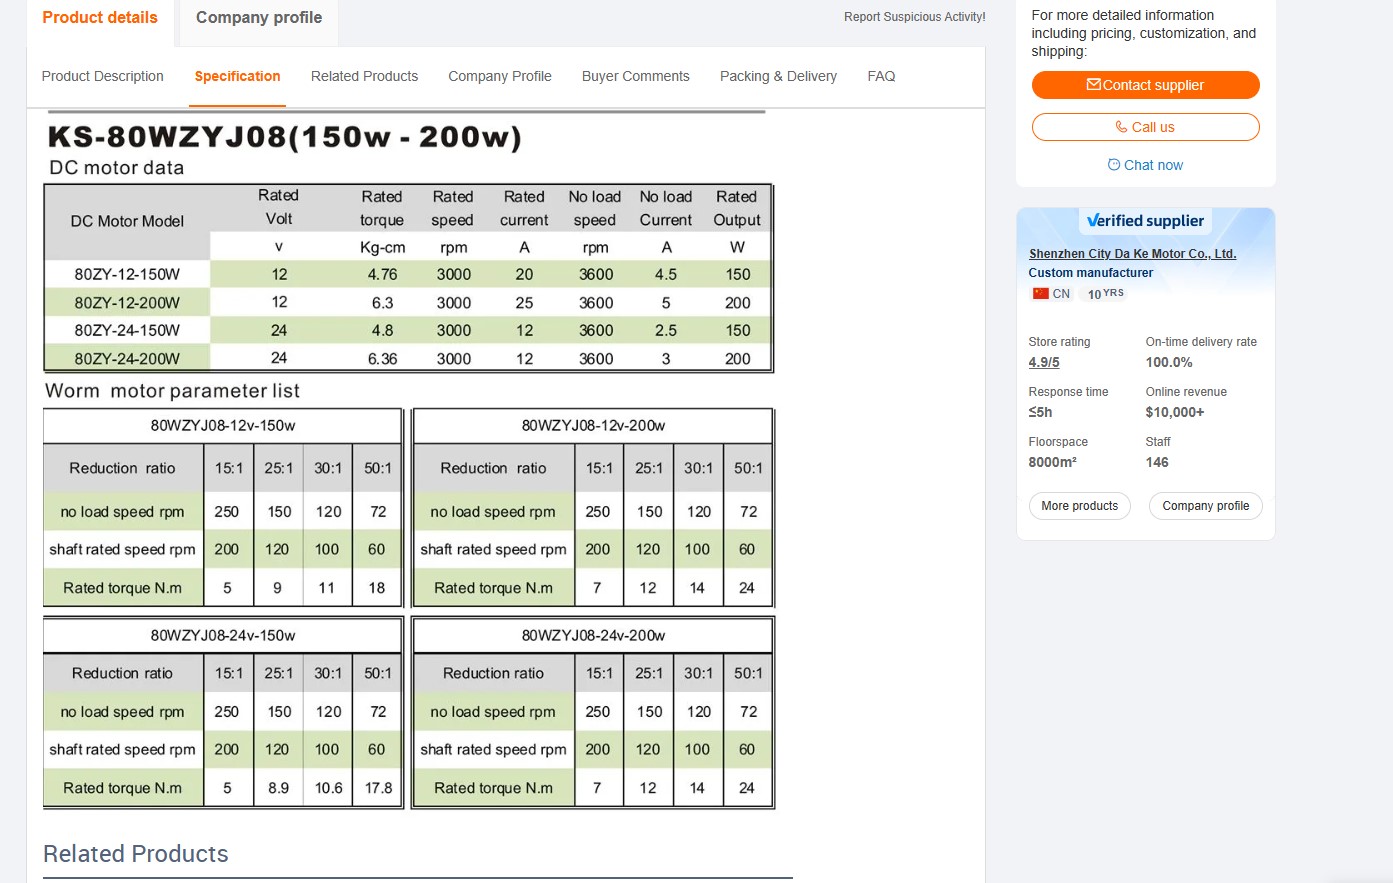 Product details
Company profile
Report Suspicious Activity!
Product Description Specification Related Products Company Profile Buyer Comments Packing & Delivery FAQ
KS-80WZYJ08(150w - 200w)
DC motor data
DC Motor Model Rated Volt Rated torque Rated speed Rated current No load speed No load Current Rated Output
v Kg-cm rpm A rpm A W
80ZY-12-150W 12 4.76 3000 20 3600 4.5 150
80ZY-12-200W 12 6.3 3000 25 3600 5 200
80ZY-24-150W 24 4.8 3000 12 3600 2.5 150
80ZY-24-200W 24 6.36 3000 12 3600 3 200
Worm motor parameter list
80WZYJ08-12v-150w
Reduction ratio 15:1 25:1 30:1 50:1
no load speed rpm 250 150 120 72
shaft rated speed rpm 200 120 100 60
Rated torque N.m 5 9 11 18
80WZYJ08-12v-200w
Reduction ratio 15:1 25:1 30:1 50:1
no load speed rpm 250 150 120 72
shaft rated speed rpm 200 120 100 60
Rated torque N.m 7 12 14 24
80WZYJ08-24v-150w
Reduction ratio 15:1 25:1 30:1 50:1
no load speed rpm 250 150 120 72
shaft rated speed rpm 200 120 100 60
Rated torque N.m 5 8.9 10.6 17.8
80WZYJ08-24v-200w
Reduction ratio 15:1 25:1 30:1 50:1
no load speed rpm 250 150 120 72
shaft rated speed rpm 200 120 100 60
Rated torque N.m 7 12 14 24
Related Products
For more detailed information
including pricing, customization, and
shipping:
Contact supplier
Call us
Chat now
Verified supplier
Shenzhen City Da Ke Motor Co., Ltd.
Custom manufacturer
CN 10 YRS
Store rating On-time delivery rate
4.9/5 100.0%
Response time Online revenue
≤5h $10,000+
Floorspace Staff
8000m² 146
More products Company profile